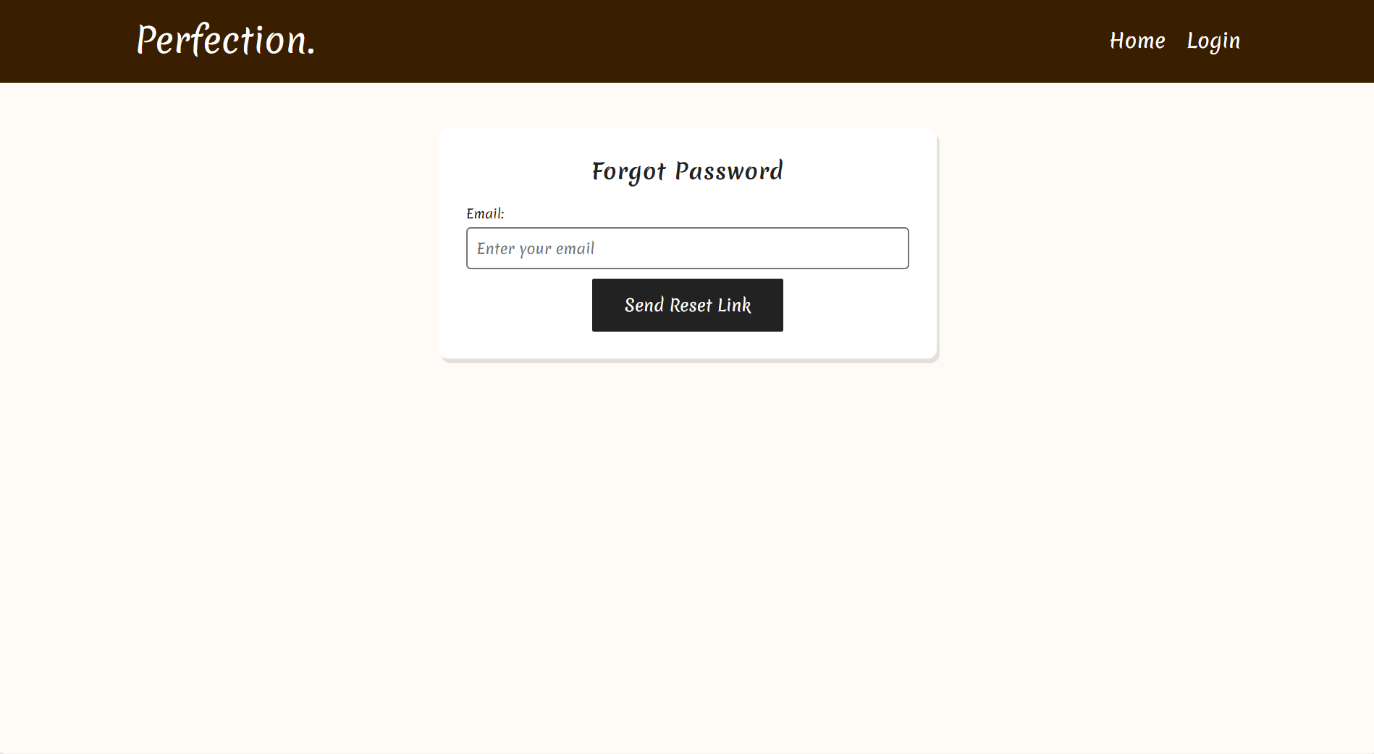 Perfection.
Home Login
Forgot Password
Email:
Enter your email
Send Reset Link